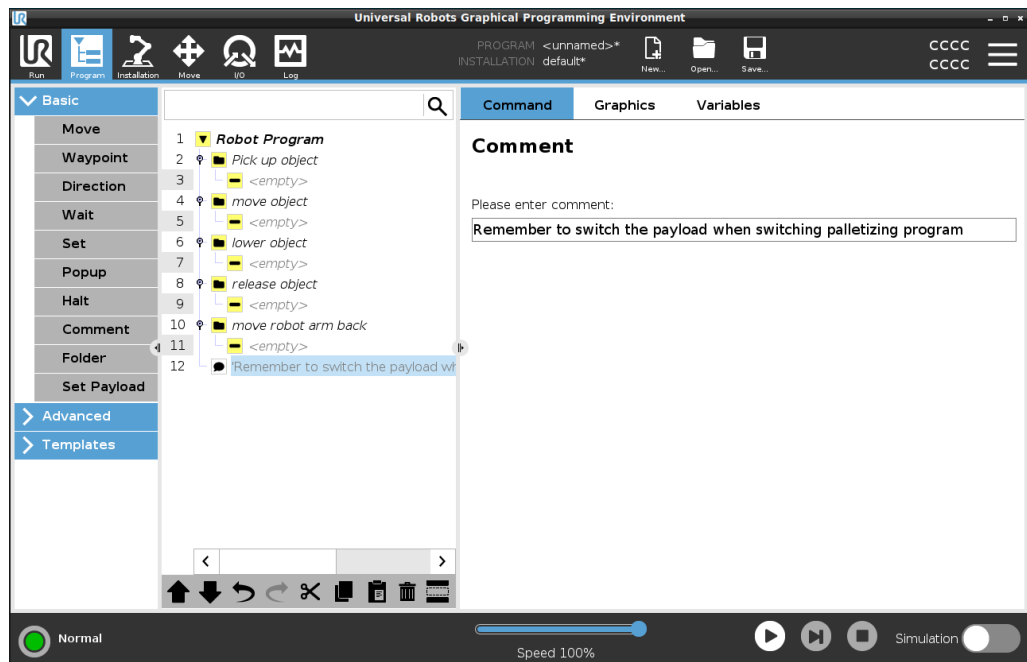 Universal Robots Graphical Programming Environment
UR
Run
Program
Installation
Move
I/O
Log
PROGRAM <unnamed>*
INSTALLATION default*
New...
Open...
Save...
CCCC
CCCC
Basic
Move
Waypoint
Direction
Wait
Set
Popup
Halt
Comment
Folder
Set Payload
Advanced
Templates
1 Robot Program
2 Pick up object
3 <empty>
4 move object
5 <empty>
6 lower object
7 <empty>
8 release object
9 <empty>
10 move robot arm back
11 <empty>
12 'Remember to switch the payload wh
Command Graphics Variables
Comment
Please enter comment:
Remember to switch the payload when switching palletizing program
Normal
Speed 100%
Simulation